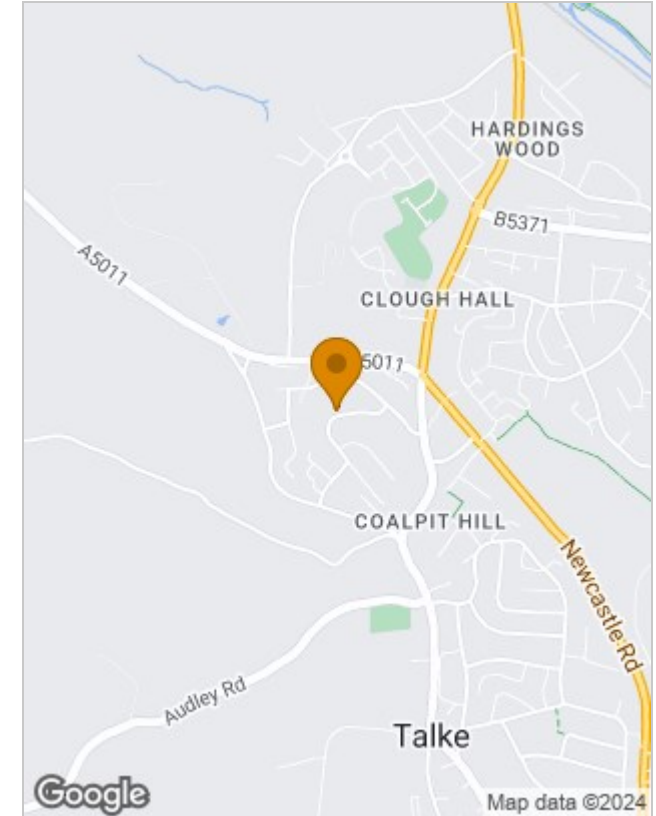 HARDINGS
WOOD
B5371
A5011
CLOUGH HALL
5011
COALPIT HILL
Newcastle Rd
Audley Rd
Talke
Google
Map data ©2024